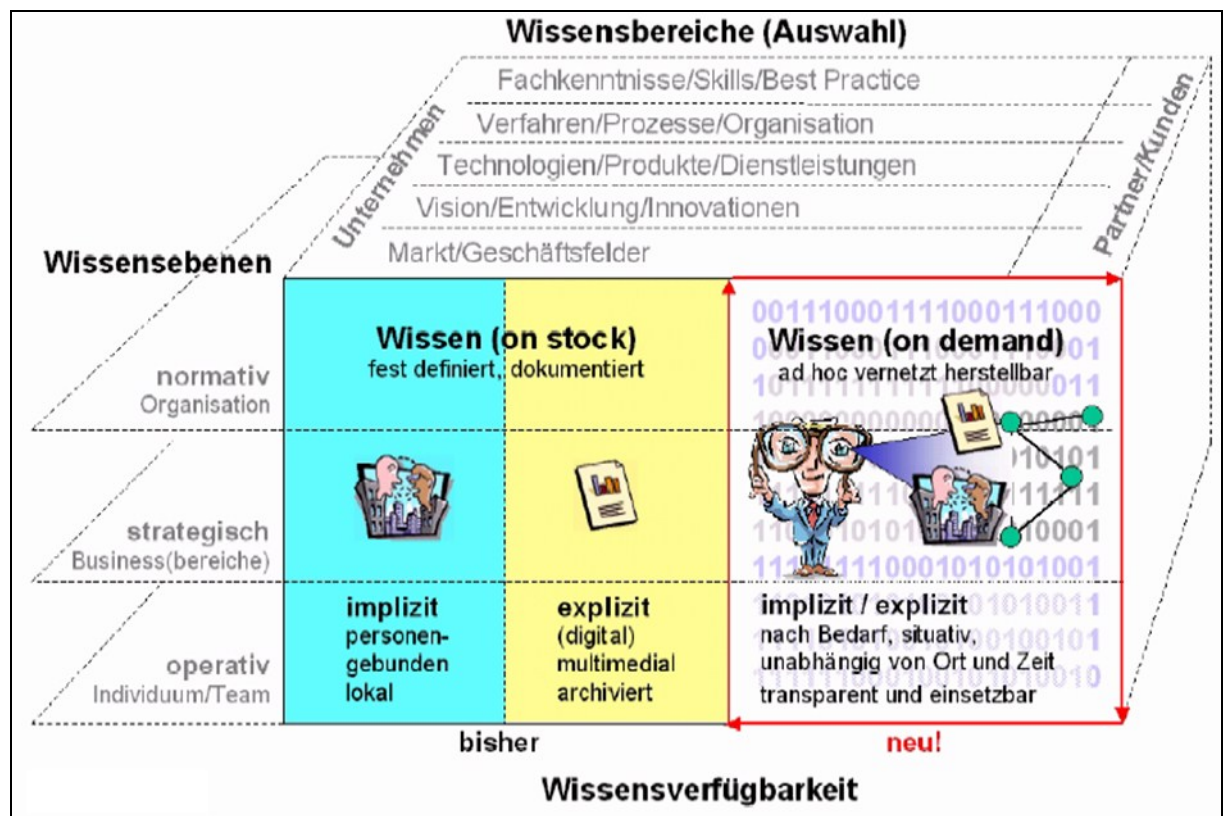 Wissensbereiche (Auswahl)
Fachkenntnisse/Skills/Best Practice
Verfahren/Prozesse/Organisation
Technologien/Produkte/Dienstleistungen
Vision/Entwicklung/Innovationen
Markt/Geschäftsfelder
Unternehmen
Partner/Kunden
Wissensebenen
normativ
Organisation
strategisch
Business(bereiche)
operativ
Individuum/Team
Wissen (on stock)
fest definiert, dokumentiert
implizit
personen-
gebunden
lokal
explizit
(digital)
multimedial
archiviert
001110001111000111000
Wissen (on demand)
ad hoc vernetzt herstellbar
implizit / explizit
nach Bedarf, situativ,
unabhängig von Ort und Zeit
transparent und einsetzbar
bisher
neu!
Wissensverfügbarkeit